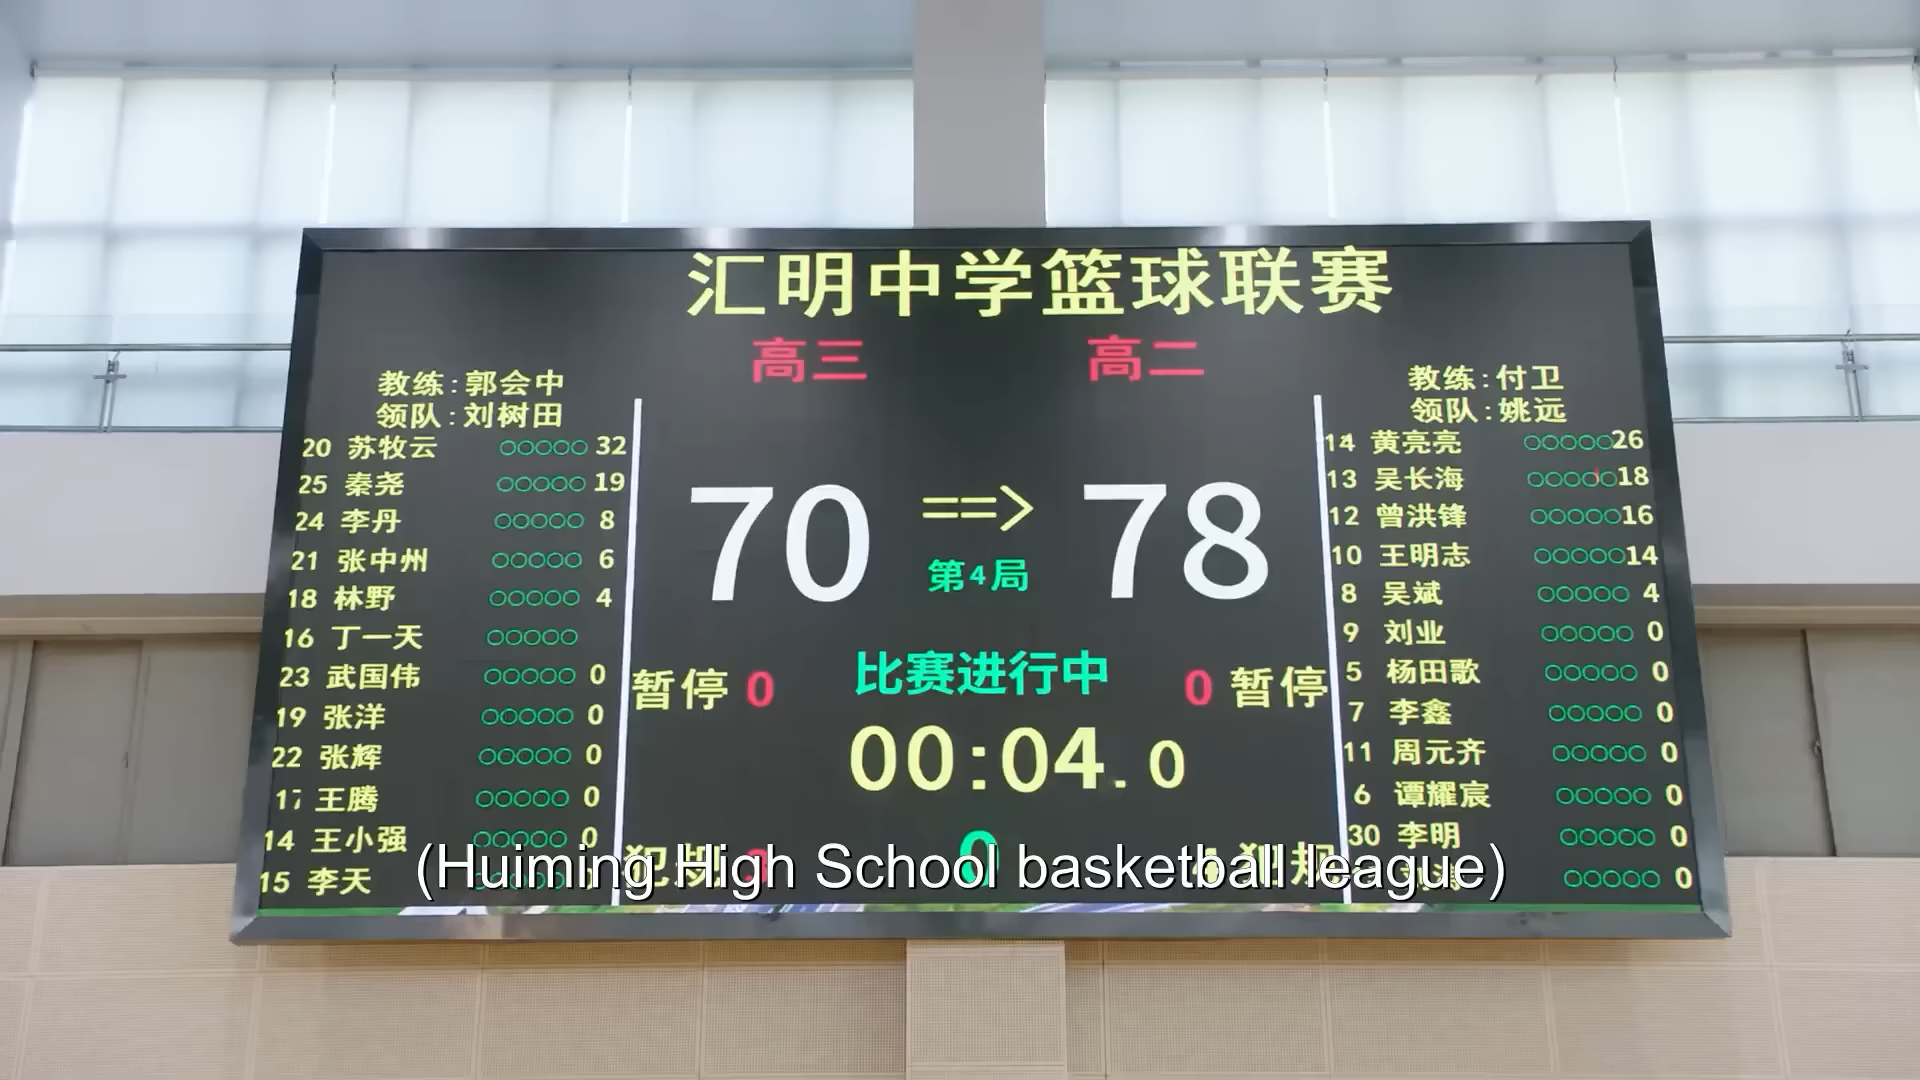 汇明中学篮球联赛
高三 高二
教练:郭会中
领队:刘树田
20 苏牧云 ○○○○○ 32
25 秦尧 ○○○○○ 19
24 李丹 ○○○○○ 8
21 张中州 ○○○○○ 6
18 林野 ○○○○○ 4
16 丁一天 ○○○○○
23 武国伟 ○○○○○ 0
19 张洋 ○○○○○ 0
22 张辉 ○○○○○ 0
17 王腾 ○○○○○ 0
14 王小强 ○○○○○ 0
15 李天
70 ==> 78
第4局
比赛进行中
暂停 0 0 暂停
00:04.0
0
犯规 3 4 犯规
教练:付卫
领队:姚远
14 黄亮亮 ○○○○○ 26
13 吴长海 ○○○○○ 18
12 曾洪锋 ○○○○○ 16
10 王明志 ○○○○○ 14
8 吴斌 ○○○○○ 4
9 刘业 ○○○○○ 0
5 杨田歌 ○○○○○ 0
7 李鑫 ○○○○○ 0
11 周元齐 ○○○○○ 0
6 谭耀宸 ○○○○○ 0
30 李明 ○○○○○ 0
○○○○○ 0
(Huiming High School basketball league)